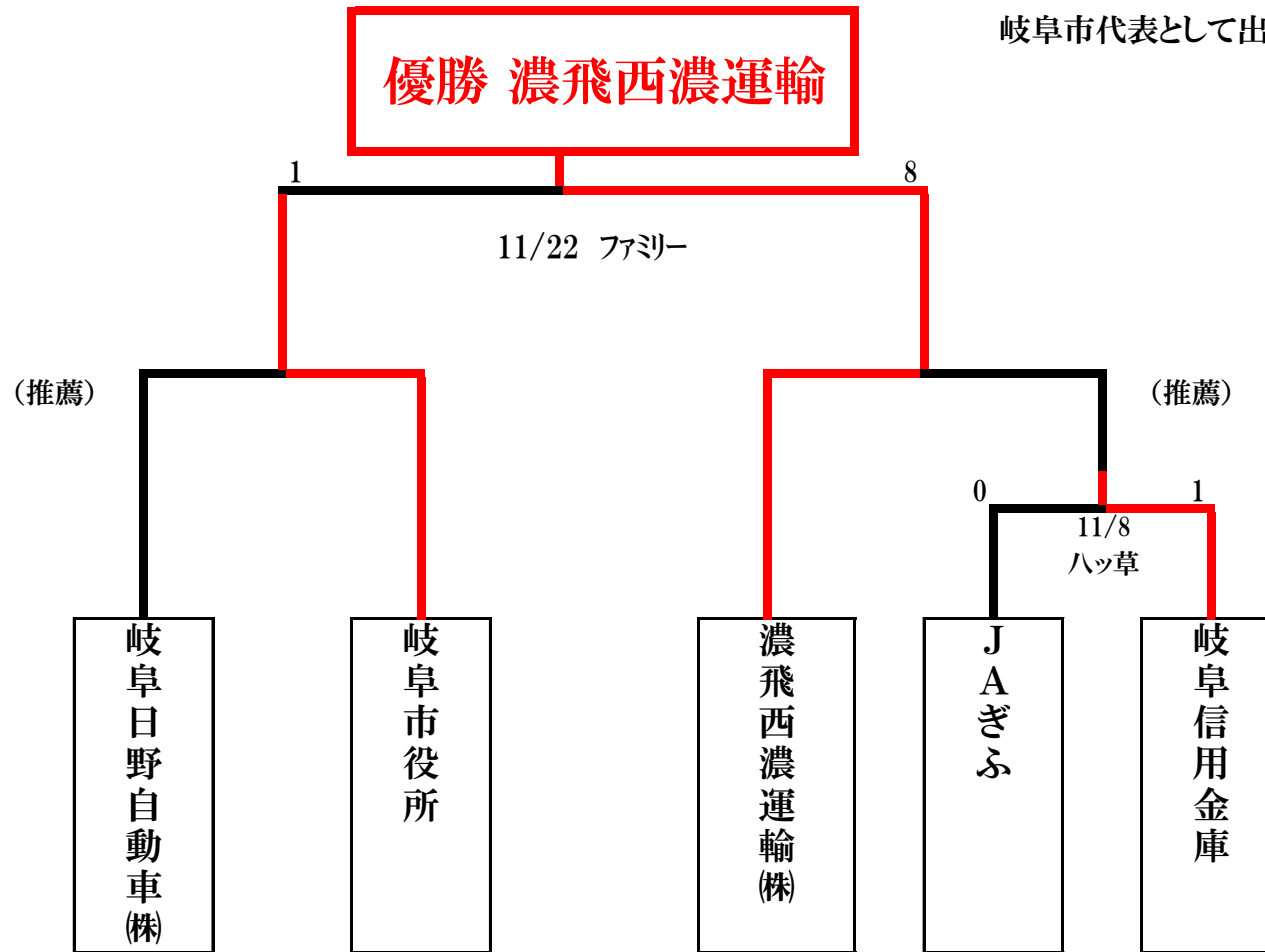 岐阜市代表として出
優勝 濃飛西濃運輸
1
8
11/22 ファミリー
（推薦）
（推薦）
0
1
11/8
八ッ草
岐阜日野自動車㈱
岐阜市役所
濃飛西濃運輸㈱
JAぎふ
岐阜信用金庫